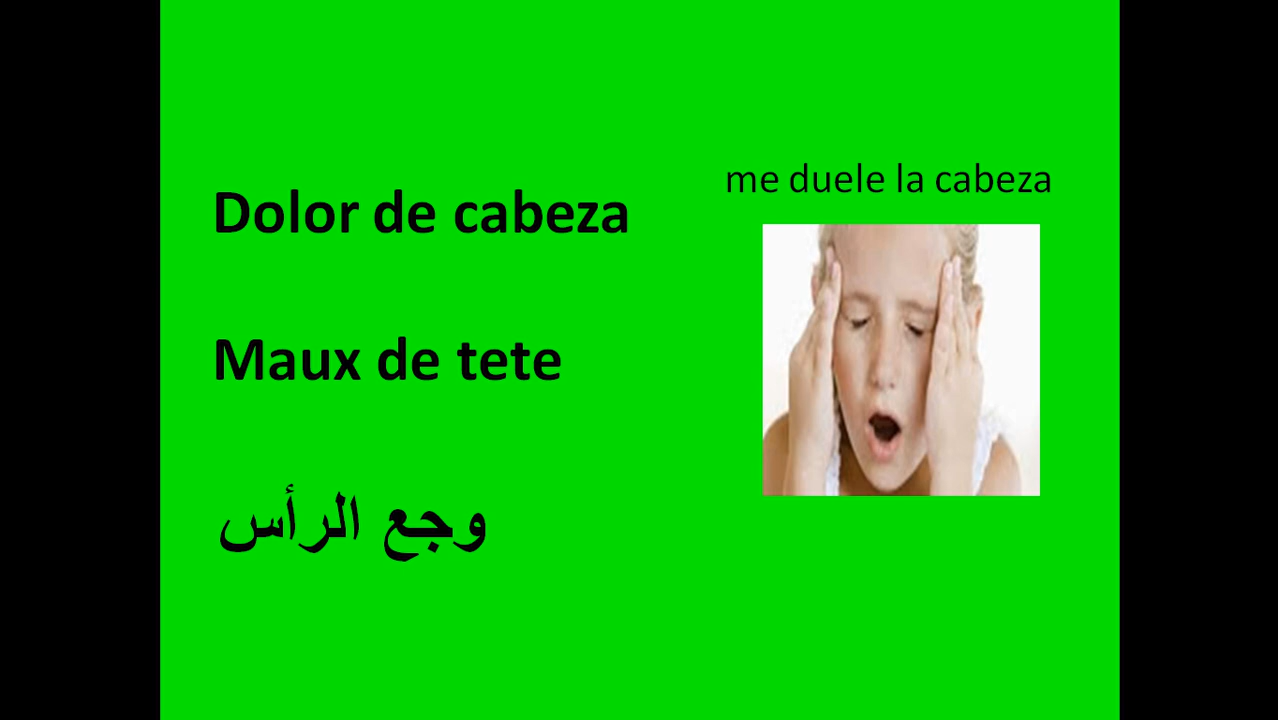 Dolor de cabeza
me duele la cabeza
Maux de tete
وجع الرأس